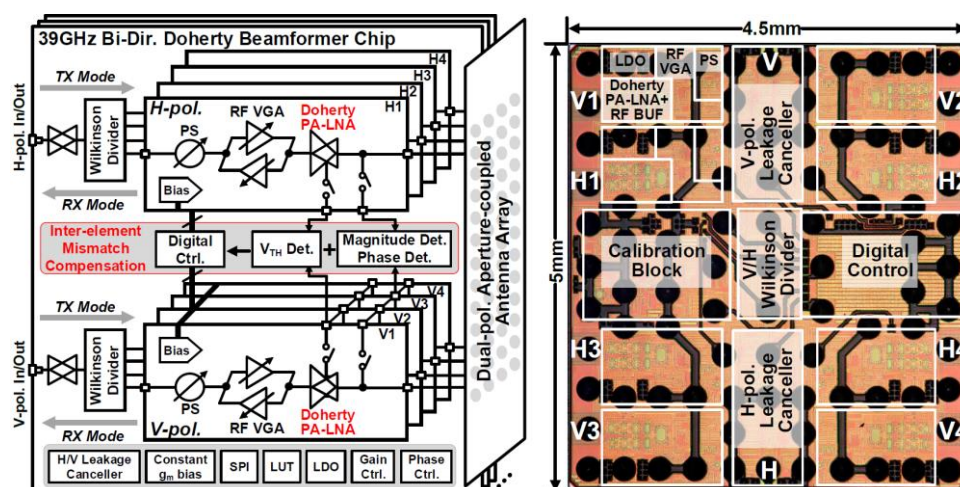 39GHz Bi-Dir. Doherty Beamformer Chip
TX Mode
H4
H3
H2
H1
H-pol.
RF VGA
Doherty
PA-LNA
PS
H-pol. In/Out
Wilkinson
Divider
Bias
RX Mode
Inter-element
Mismatch
Compensation
Digital
Ctrl.
VTH Det.
+
Magnitude Det.
Phase Det.
TX Mode
V4
V3
V2
V1
Bias
V-pol. In/Out
Wilkinson
Divider
PS
RF VGA
Doherty
PA-LNA
RX Mode
V-pol.
H/V Leakage
Canceller
Constant
gm bias
SPI
LUT
LDO
Gain
Ctrl.
Phase
Ctrl.
Dual-pol. Aperture-coupled
Antenna Array
4.5mm
5mm
LDO
RF
VGA
PS
V
V1
Doherty
PA-LNA+
RF BUF
V-pol.
Leakage
Canceller
V2
H1
H2
Calibration
Block
V/H
Wilkinson
Divider
Digital
Control
H3
H-pol.
Leakage
Canceller
H4
V3
H
V4